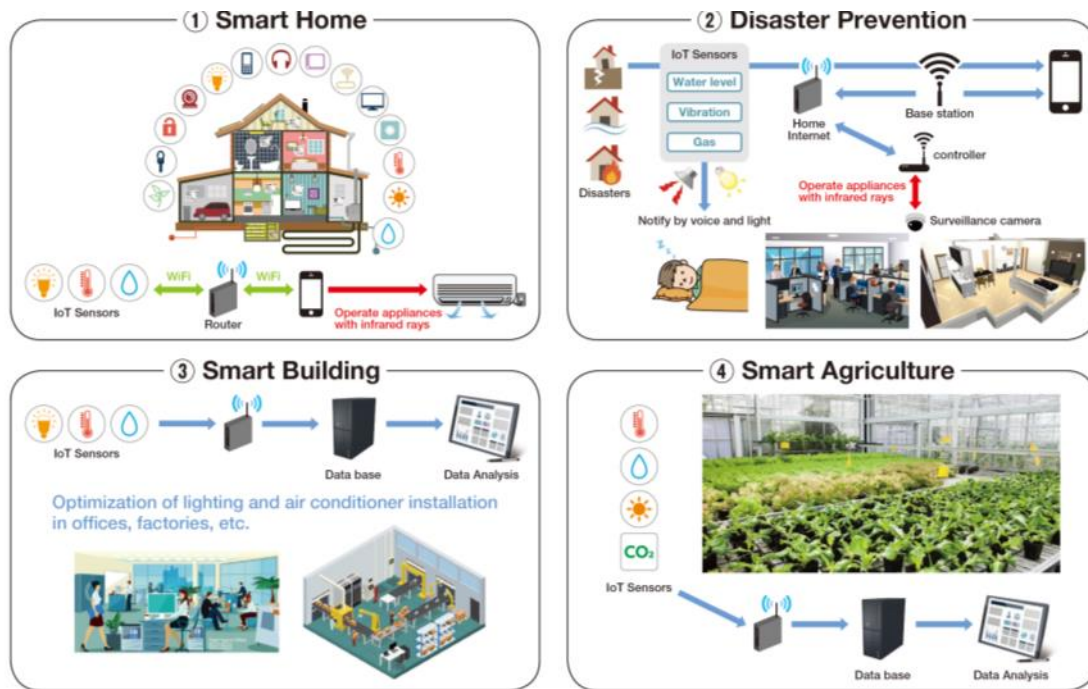 ① Smart Home
WiFi
WiFi
IoT Sensors
Router
Operate appliances
with infrared rays
② Disaster Prevention
IoT Sensors
Water level
Vibration
Gas
Disasters
Home
Internet
Base station
controller
Operate appliances
with infrared rays
Notify by voice and light
Surveillance camera
③ Smart Building
IoT Sensors
Data base
Data Analysis
Optimization of lighting and air conditioner installation
in offices, factories, etc.
④ Smart Agriculture
CO₂
IoT Sensors
Data base
Data Analysis